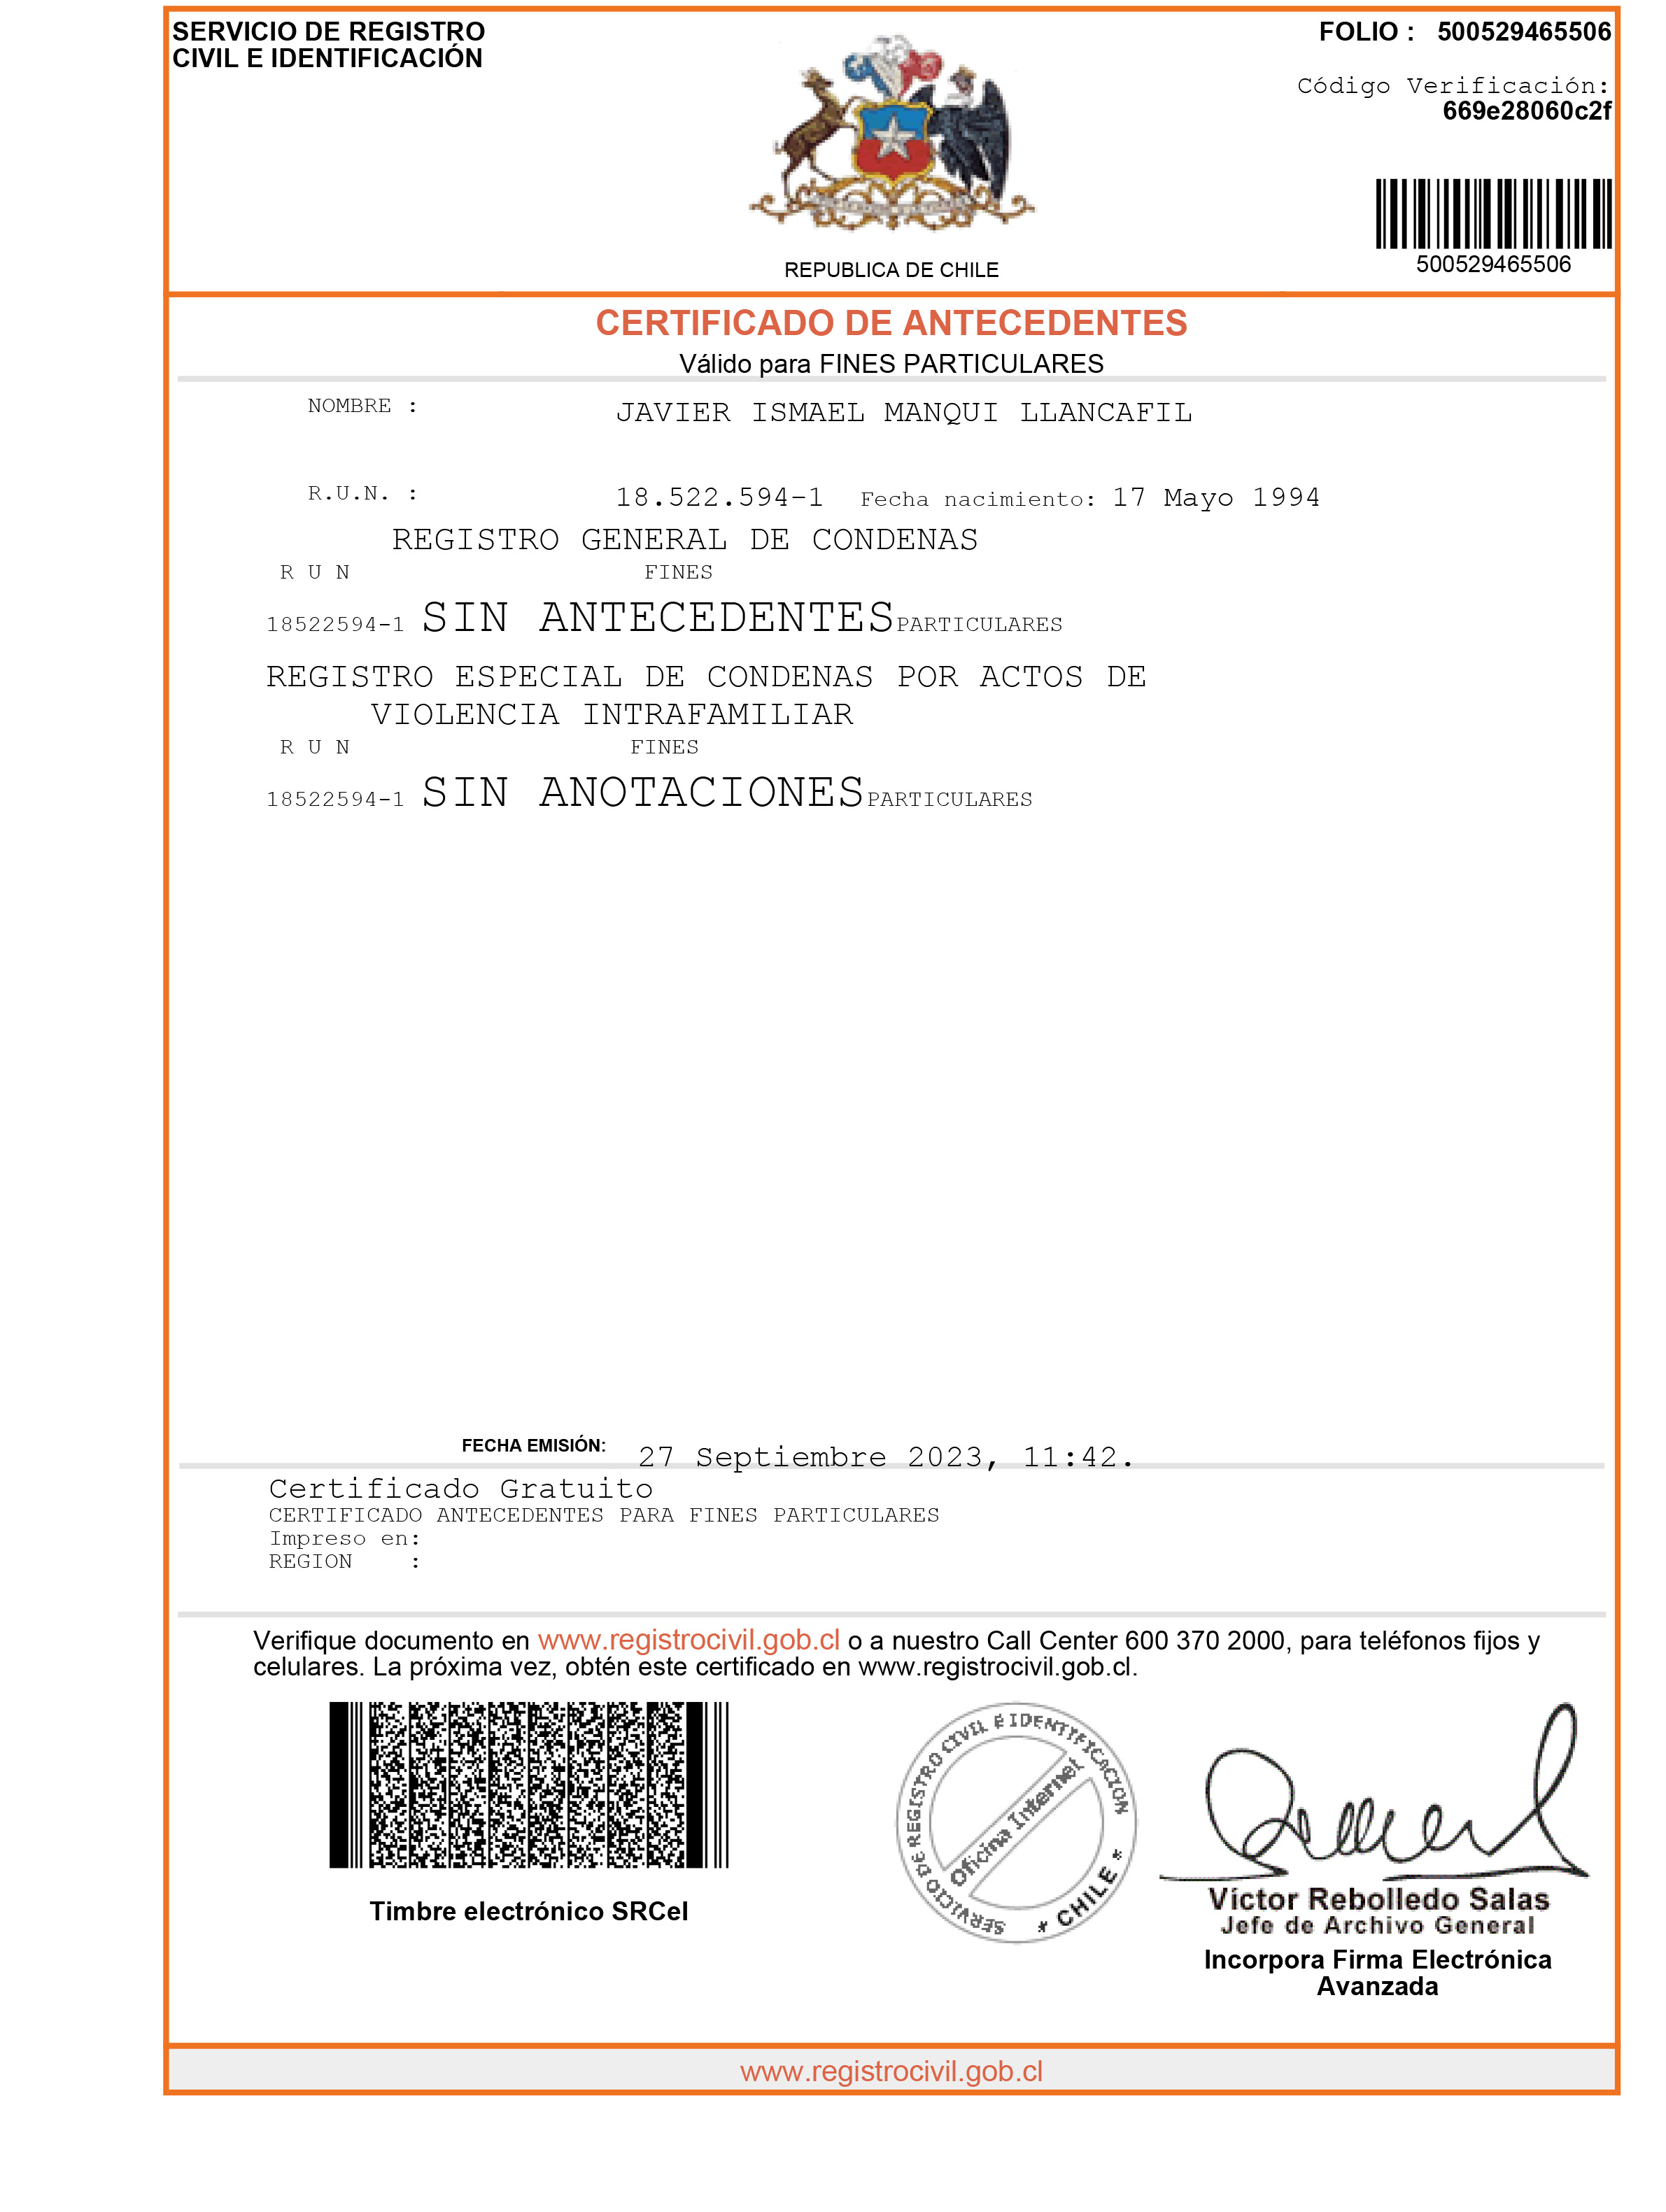 SERVICIO DE REGISTRO
CIVIL E IDENTIFICACIÓN
FOLIO : 500529465506
Código Verificación:
669e28060c2f
500529465506
REPUBLICA DE CHILE
CERTIFICADO DE ANTECEDENTES
Válido para FINES PARTICULARES
NOMBRE : JAVIER ISMAEL MANQUI LLANCAFIL
R.U.N. : 18.522.594-1 Fecha nacimiento: 17 Mayo 1994
REGISTRO GENERAL DE CONDENAS
R U N FINES
18522594-1 SIN ANTECEDENTES PARTICULARES
REGISTRO ESPECIAL DE CONDENAS POR ACTOS DE
VIOLENCIA INTRAFAMILIAR
R U N FINES
18522594-1 SIN ANOTACIONES PARTICULARES
FECHA EMISIÓN: 27 Septiembre 2023, 11:42.
Certificado Gratuito
CERTIFICADO ANTECEDENTES PARA FINES PARTICULARES
Impreso en:
REGION :
Verifique documento en www.registrocivil.gob.cl o a nuestro Call Center 600 370 2000, para teléfonos fijos y
celulares. La próxima vez, obtén este certificado en www.registrocivil.gob.cl.
Timbre electrónico SRCel
SERVICIO DE REGISTRO CIVIL E IDENTIFICACION
Oficina Internet
* CHILE *
Víctor Rebolledo Salas
Jefe de Archivo General
Incorpora Firma Electrónica
Avanzada
www.registrocivil.gob.cl